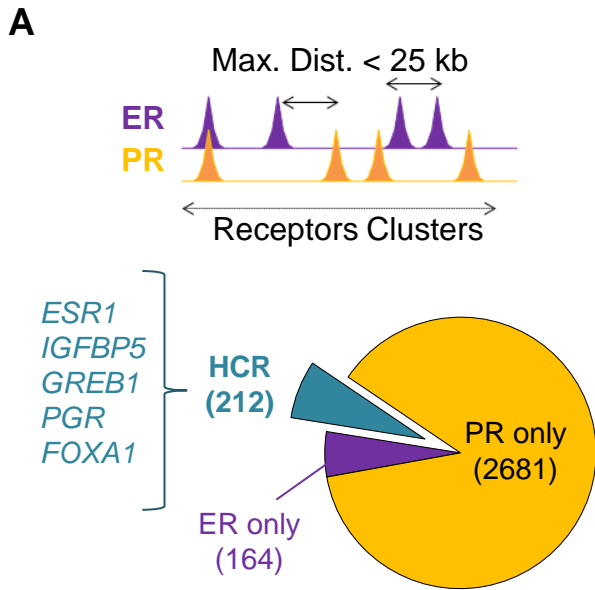 A
Max. Dist. < 25 kb
ER
PR
Receptors Clusters
ESR1
IGFBP5
GREB1
PGR
FOXA1
HCR
(212)
PR only
(2681)
ER only
(164)